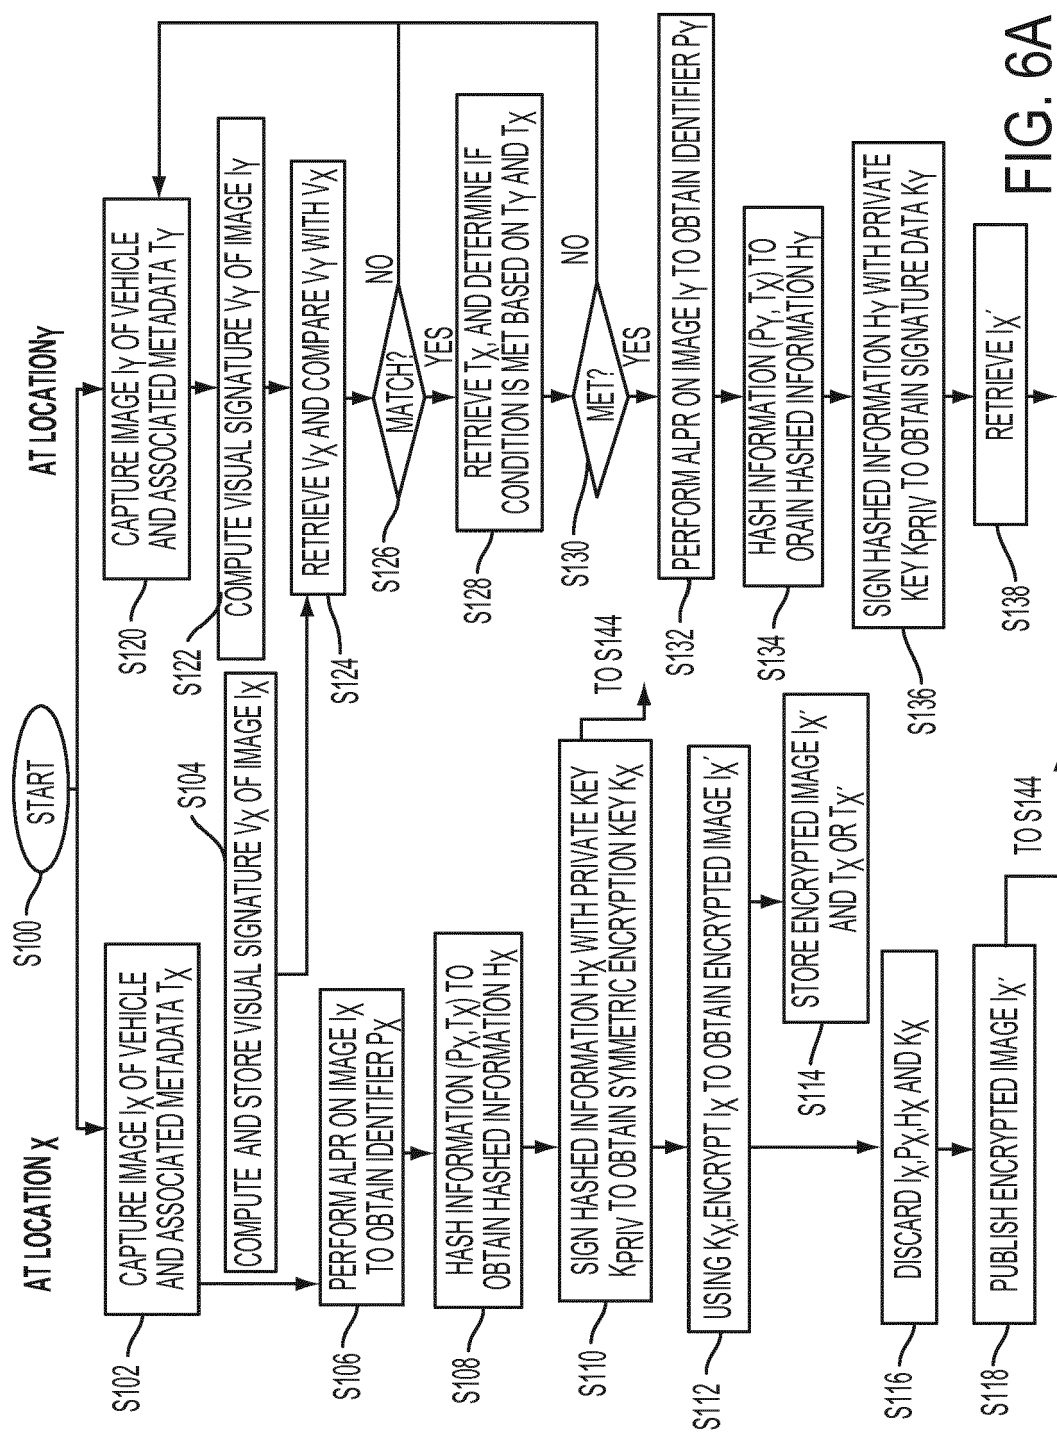 START
S100
AT LOCATIONX
CAPTURE IMAGE IX OF VEHICLE
AND ASSOCIATED METADATA TX
S102
COMPUTE AND STORE VISUAL SIGNATURE VX OF IMAGE IX
S104
PERFORM ALPR ON IMAGE IX
TO OBTAIN IDENTIFIER PX
S106
HASH INFORMATION (PX,TX) TO
OBTAIN HASHED INFORMATION HX
S108
SIGN HASHED INFORMATION HX WITH PRIVATE KEY
KPRIV TO OBTAIN SYMMETRIC ENCRYPTION KEY KX
S110
TO S144
USING KX,ENCRYPT IX TO OBTAIN ENCRYPTED IMAGE IX'
S112
STORE ENCRYPTED IMAGE IX'
AND TX OR TX'
S114
DISCARD IX,PX,HX AND KX
S116
PUBLISH ENCRYPTED IMAGE IX'
S118
TO S144
AT LOCATIONY
CAPTURE IMAGE IY OF VEHICLE
AND ASSOCIATED METADATA TY
S120
COMPUTE VISUAL SIGNATURE VY OF IMAGE IY
S122
RETRIEVE VX AND COMPARE VY WITH VX
S124
MATCH?
S126
NO
YES
RETRIEVE TX, AND DETERMINE IF
CONDITION IS MET BASED ON TY AND TX
S128
MET?
S130
NO
YES
PERFORM ALPR ON IMAGE IY TO OBTAIN IDENTIFIER PY
S132
HASH INFORMATION (PY,TX) TO
ORAIN HASHED INFORMATION HY
S134
SIGN HASHED INFORMATION HY WITH PRIVATE
KEY KPRIV TO OBTAIN SIGNATURE DATA KY
S136
RETRIEVE IX'
S138
FIG. 6A